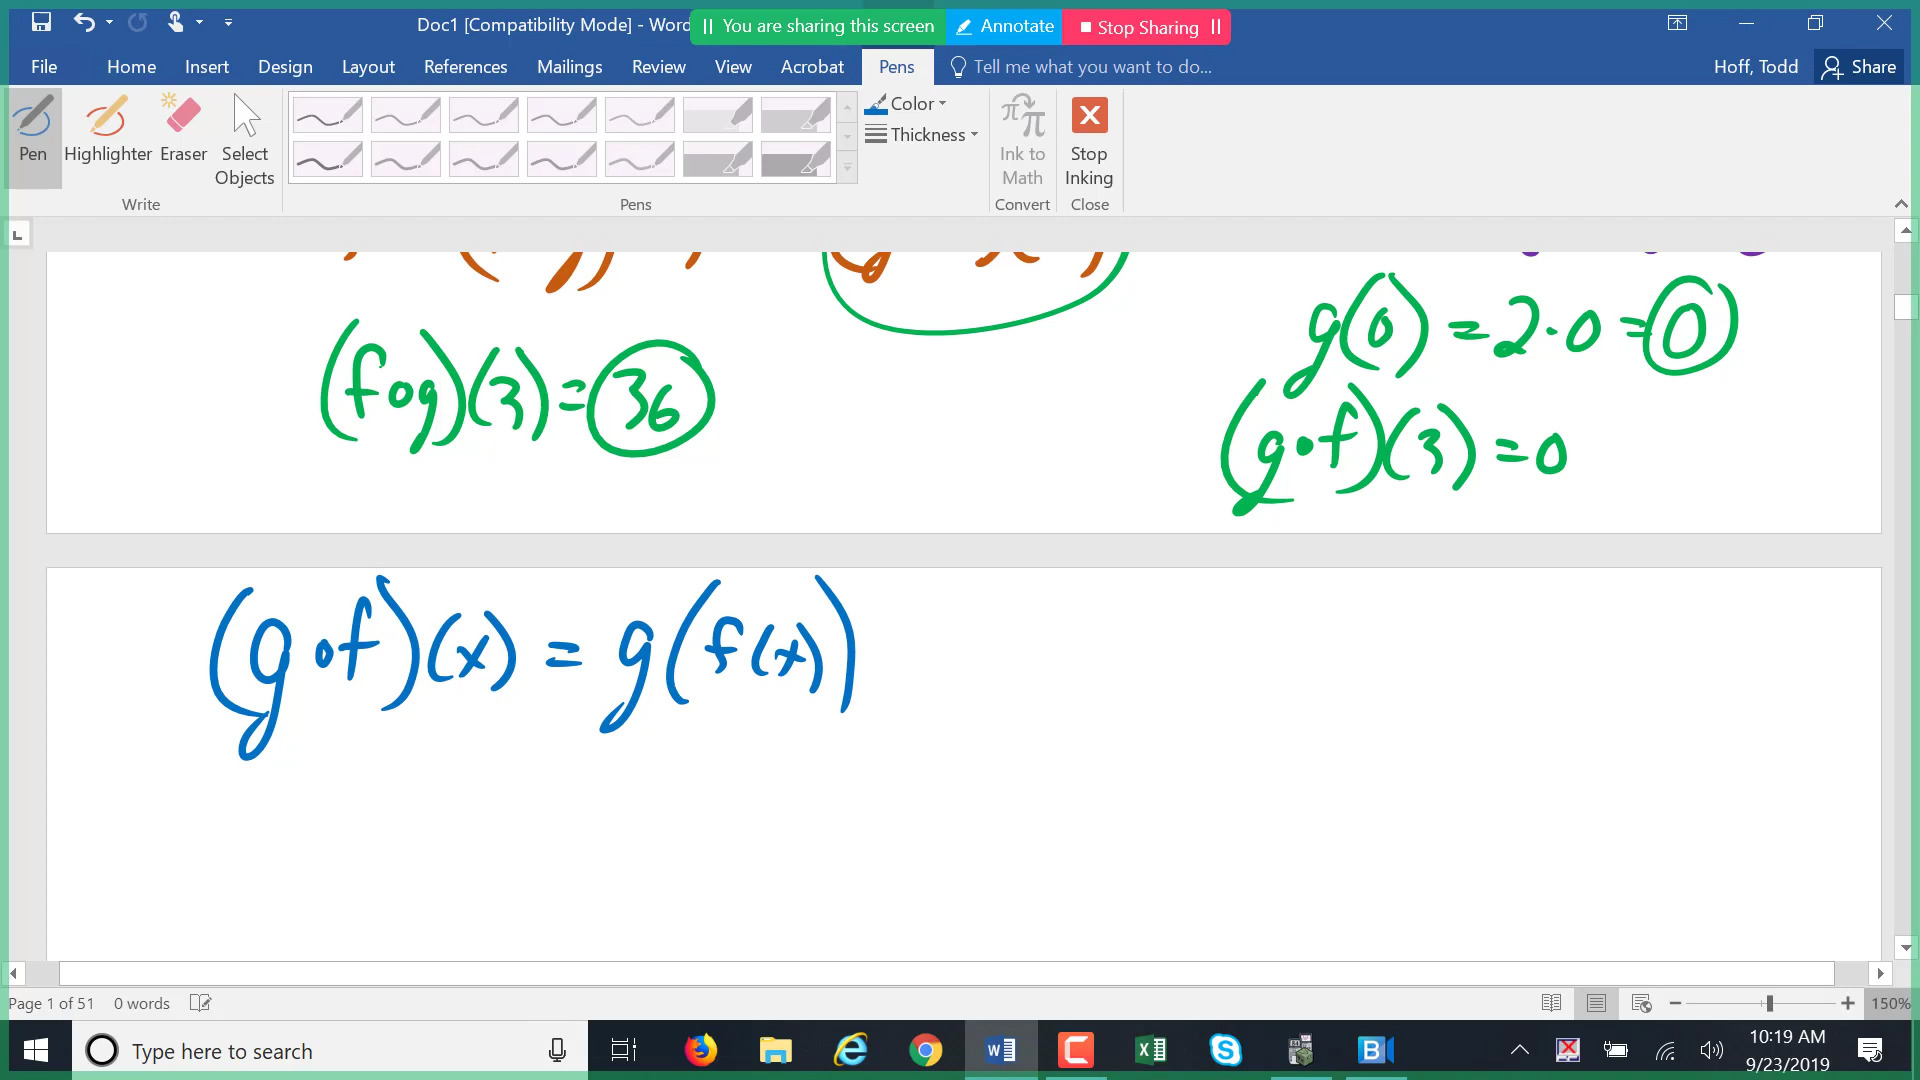 Doc1 [Compatibility Mode] - Word
You are sharing this screen
Annotate
Stop Sharing
File Home Insert Design Layout References Mailings Review View Acrobat Pens Tell me what you want to do... Hoff, Todd Share
Pen Highlighter Eraser Select Objects
Color
Thickness
Ink to Math
Stop Inking
Write Pens Convert Close
g(0) = 2·0 = 0
(f∘g)(3) = 36
(g∘f)(3) = 0
(g∘f)(x) = g(f(x))
Page 1 of 51 0 words 150%
Type here to search
10:19 AM
9/23/2019